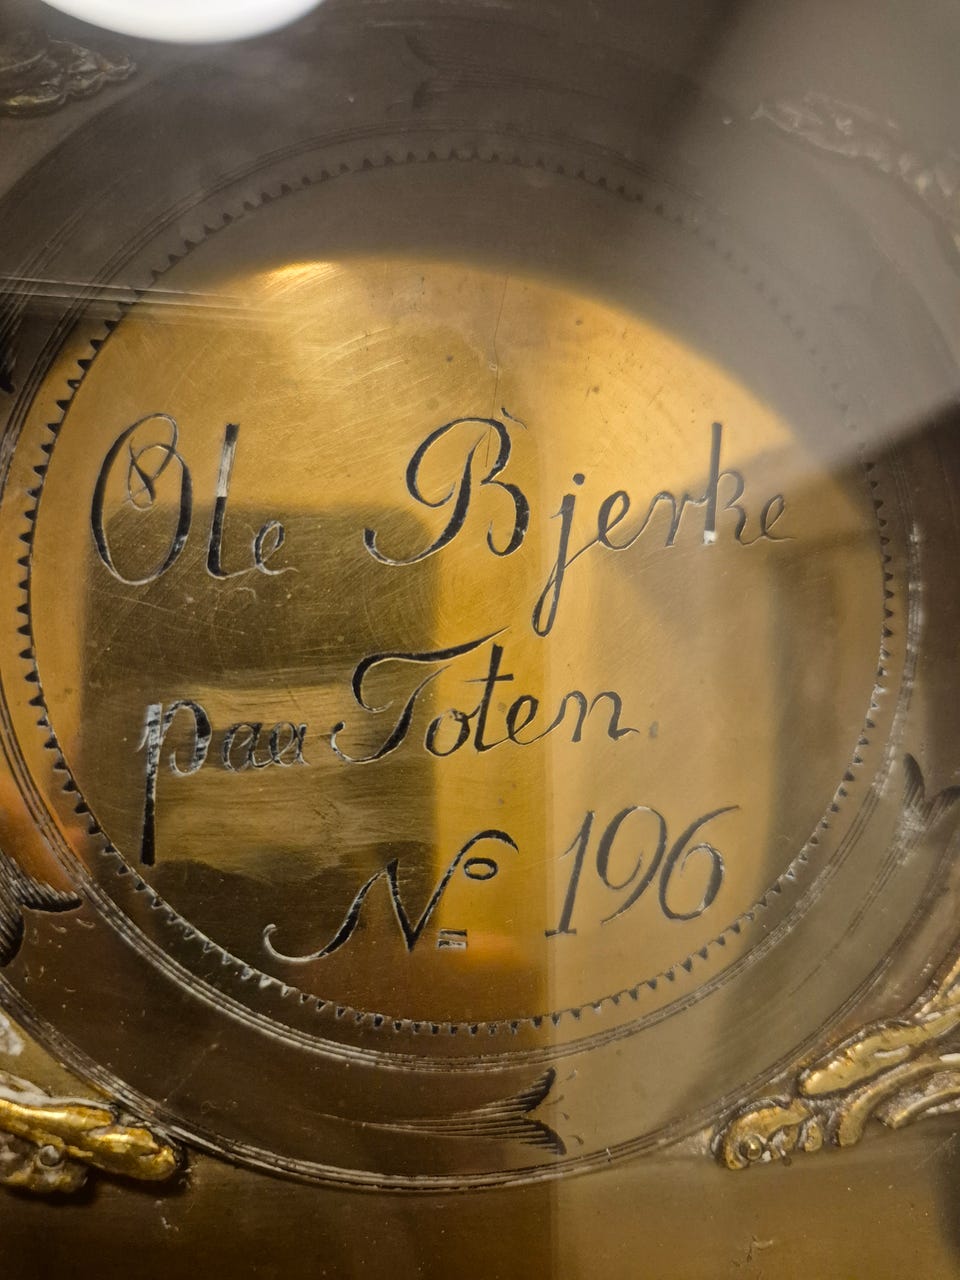 Ole Bjerke
paa Toten.
No 196